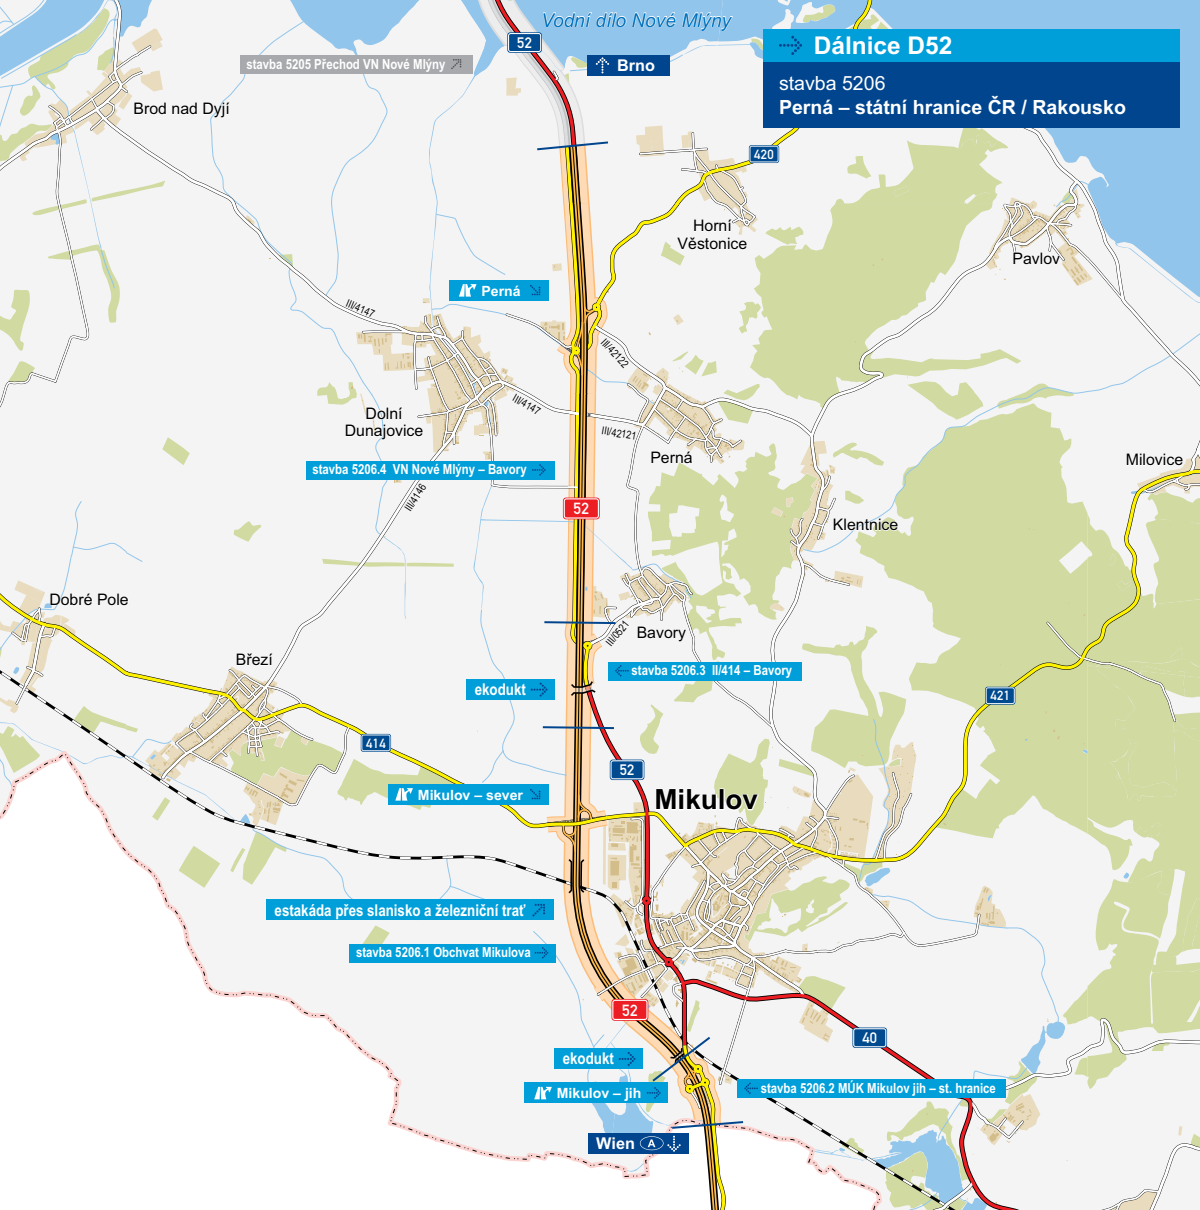 Vodní dílo Nové Mlýny
52
Dálnice D52
stavba 5206
Perná – státní hranice ČR / Rakousko
stavba 5205 Přechod VN Nové Mlýny
Brno
Brod nad Dyjí
420
Horní
Věstonice
Pavlov
Perná
III/4147
III/42122
III/4147
III/42121
Dolní
Dunajovice
Perná
Milovice
stavba 5206.4 VN Nové Mlýny – Bavory
III/4146
52
Klentnice
Dobré Pole
Bavory
III/0521
Březí
stavba 5206.3 II/414 – Bavory
ekodukt
421
414
52
Mikulov – sever
Mikulov
estakáda přes slanisko a železniční trať
stavba 5206.1 Obchvat Mikulova
52
40
ekodukt
Mikulov – jih
stavba 5206.2 MÚK Mikulov jih – st. hranice
Wien A